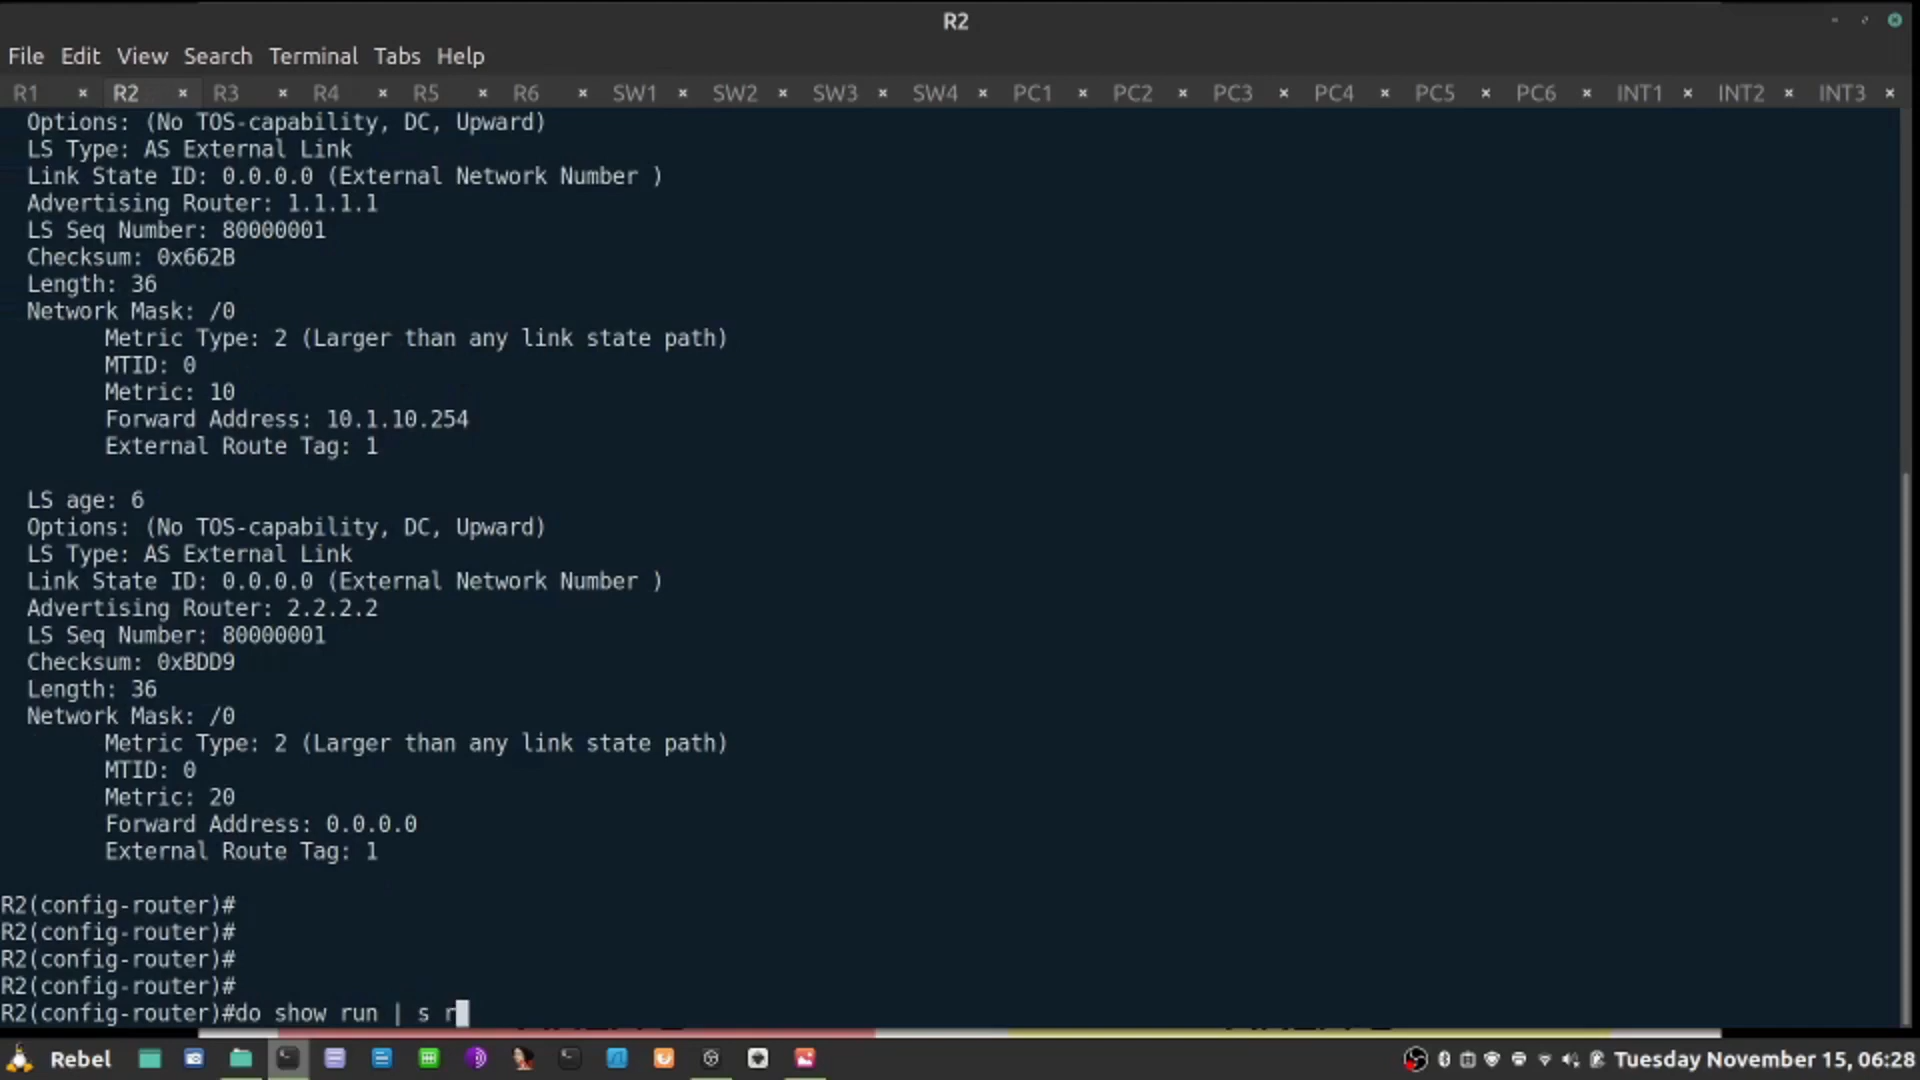 R2
File Edit View Search Terminal Tabs Help
R1 × R2 × R3 × R4 × R5 × R6 × SW1 × SW2 × SW3 × SW4 × PC1 × PC2 × PC3 × PC4 × PC5 × PC6 × INT1 × INT2 × INT3 ×
Options: (No TOS-capability, DC, Upward)
LS Type: AS External Link
Link State ID: 0.0.0.0 (External Network Number )
Advertising Router: 1.1.1.1
LS Seq Number: 80000001
Checksum: 0x662B
Length: 36
Network Mask: /0
Metric Type: 2 (Larger than any link state path)
MTID: 0
Metric: 10
Forward Address: 10.1.10.254
External Route Tag: 1
LS age: 6
Options: (No TOS-capability, DC, Upward)
LS Type: AS External Link
Link State ID: 0.0.0.0 (External Network Number )
Advertising Router: 2.2.2.2
LS Seq Number: 80000001
Checksum: 0xBDD9
Length: 36
Network Mask: /0
Metric Type: 2 (Larger than any link state path)
MTID: 0
Metric: 20
Forward Address: 0.0.0.0
External Route Tag: 1
R2(config-router)#
R2(config-router)#
R2(config-router)#
R2(config-router)#
R2(config-router)#do show run | s r
Rebel
Tuesday November 15, 06:28